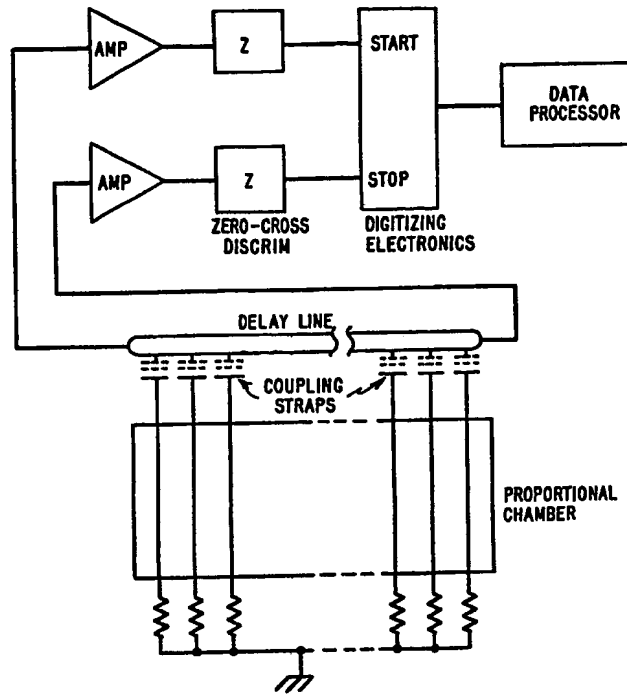 AMP
Z
START
DATA
PROCESSOR
AMP
Z
STOP
ZERO-CROSS
DISCRIM
DIGITIZING
ELECTRONICS
DELAY LINE
COUPLING
STRAPS
PROPORTIONAL
CHAMBER